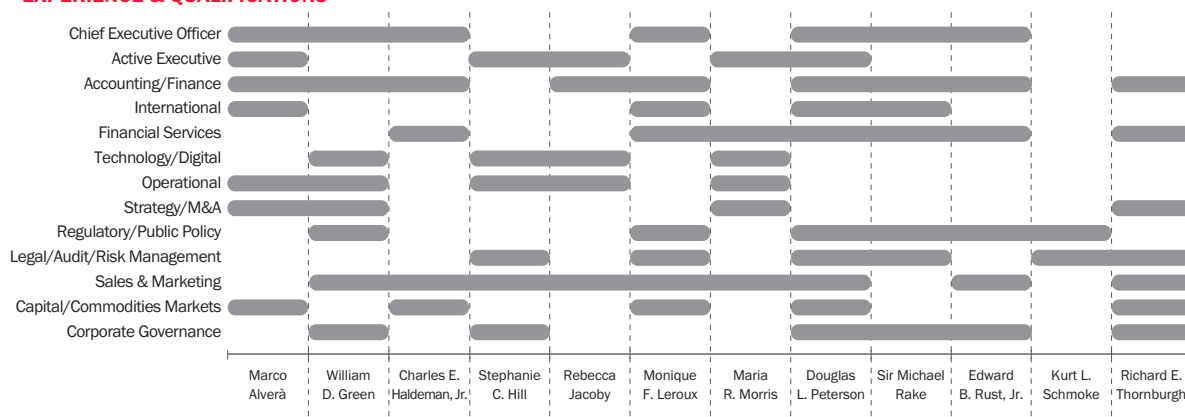 EXPERIENCE & QUALIFICATIONS
Chief Executive Officer
Active Executive
Accounting/Finance
International
Financial Services
Technology/Digital
Operational
Strategy/M&A
Regulatory/Public Policy
Legal/Audit/Risk Management
Sales & Marketing
Capital/Commodities Markets
Corporate Governance
Marco
Alverà
William
D. Green
Charles E.
Haldeman, Jr.
Stephanie
C. Hill
Rebecca
Jacoby
Monique
F. Leroux
Maria
R. Morris
Douglas
L. Peterson
Sir Michael
Rake
Edward
B. Rust, Jr.
Kurt L.
Schmoke
Richard E.
Thornburgh